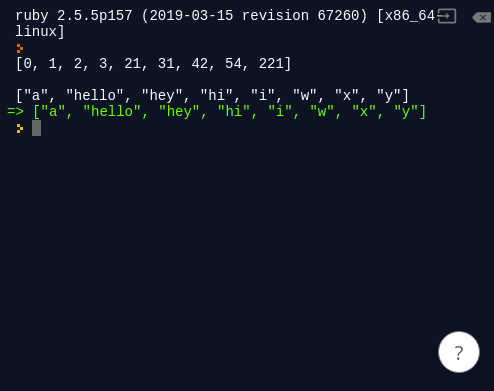 ruby 2.5.5p157 (2019-03-15 revision 67260) [x86_64-
linux]
[0, 1, 2, 3, 21, 31, 42, 54, 221]
["a", "hello", "hey", "hi", "i", "w", "x", "y"]
=> ["a", "hello", "hey", "hi", "i", "w", "x", "y"]
?